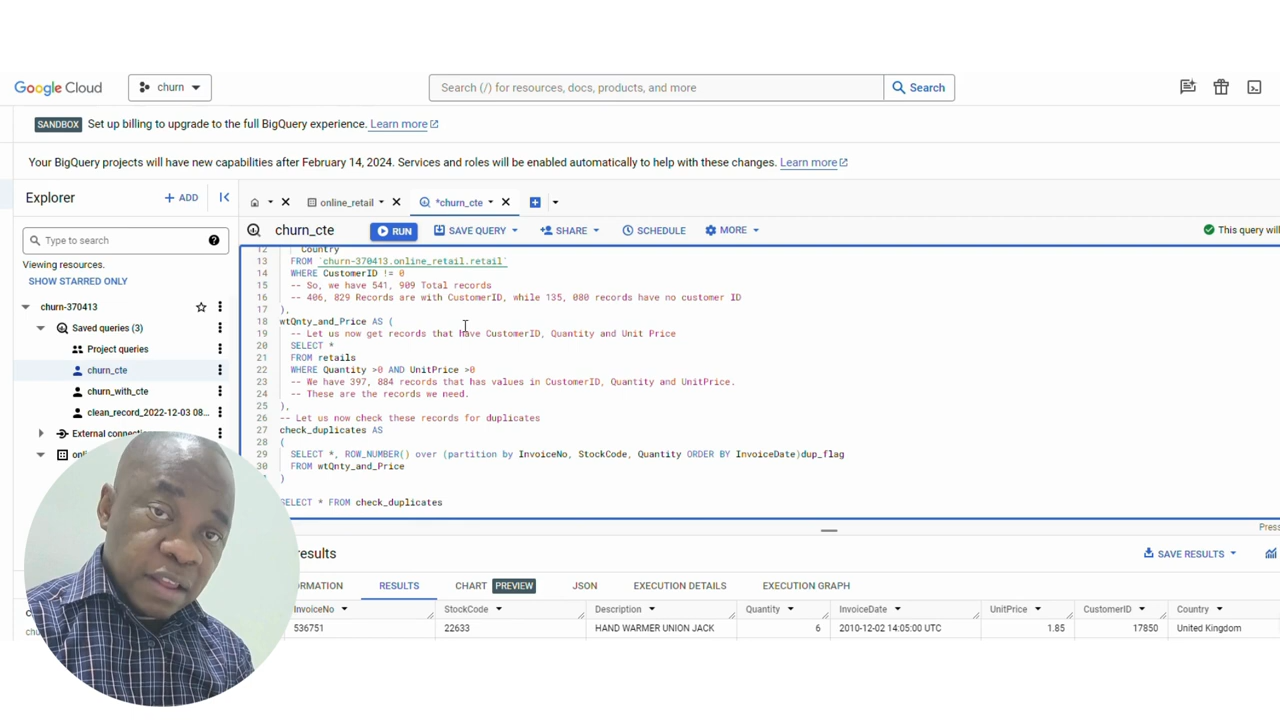 Google Cloud
churn
Search (/) for resources, docs, products, and more
Search
SANDBOX Set up billing to upgrade to the full BigQuery experience. Learn more
Your BigQuery projects will have new capabilities after February 14, 2024. Services and roles will be enabled automatically to help with these changes. Learn more
Explorer
+ ADD
Type to search
Viewing resources.
SHOW STARRED ONLY
churn-370413
Saved queries (3)
Project queries
churn_cte
churn_with_cte
clean_record_2022-12-03 08...
External
online_retail
*churn_cte
churn_cte
RUN
SAVE QUERY
SHARE
SCHEDULE
MORE
This query will
12 Country
13 FROM `churn-370413.online_retail.retail`
14 WHERE CustomerID != 0
15 -- So, we have 541, 909 Total records
16 -- 406, 829 Records are with CustomerID, while 135, 080 records have no customer ID
17 ),
18 wtQnty_and_Price AS (
19 -- Let us now get records that have CustomerID, Quantity and Unit Price
20 SELECT *
21 FROM retails
22 WHERE Quantity >0 AND UnitPrice >0
23 -- We have 397, 884 records that has values in CustomerID, Quantity and UnitPrice.
24 -- These are the records we need.
25 ),
26 -- Let us now check these records for duplicates
27 check_duplicates AS
28 (
29 SELECT *, ROW_NUMBER() over (partition by InvoiceNo, StockCode, Quantity ORDER BY InvoiceDate)dup_flag
30 FROM wtQnty_and_Price
)
SELECT * FROM check_duplicates
results
SAVE RESULTS
RESULTS
CHART PREVIEW
JSON
EXECUTION DETAILS
EXECUTION GRAPH
InvoiceNo StockCode Description Quantity InvoiceDate UnitPrice CustomerID Country
536751 22633 HAND WARMER UNION JACK 6 2010-12-02 14:05:00 UTC 1.85 17850 United Kingdom